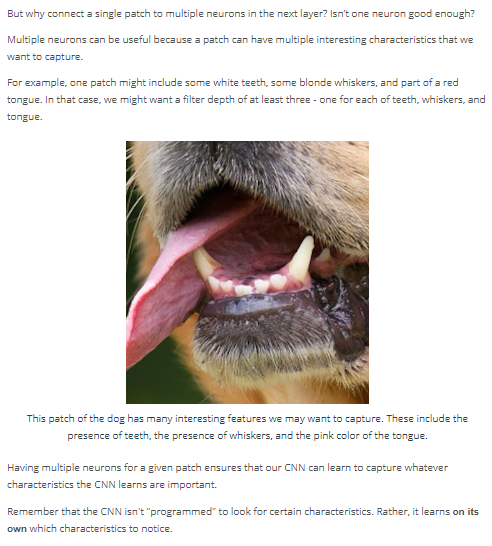 But why connect a single patch to multiple neurons in the next layer? Isn't one neuron good enough?
Multiple neurons can be useful because a patch can have multiple interesting characteristics that we
want to capture.
For example, one patch might include some white teeth, some blonde whiskers, and part of a red
tongue. In that case, we might want a filter depth of at least three - one for each of teeth, whiskers, and
tongue.
This patch of the dog has many interesting features we may want to capture. These include the
presence of teeth, the presence of whiskers, and the pink color of the tongue.
Having multiple neurons for a given patch ensures that our CNN can learn to capture whatever
characteristics the CNN learns are important.
Remember that the CNN isn't "programmed" to look for certain characteristics. Rather, it learns on its
own which characteristics to notice.